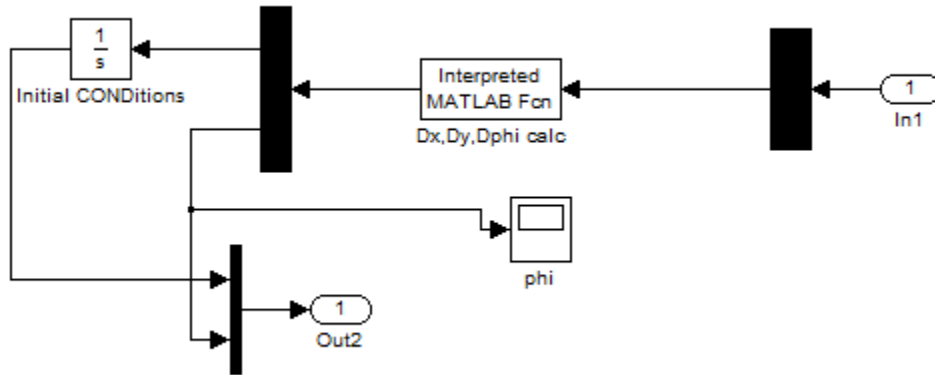 1
s
Initial CONDitions
Interpreted
MATLAB Fcn
Dx,Dy,Dphi calc
1
In1
phi
1
Out2